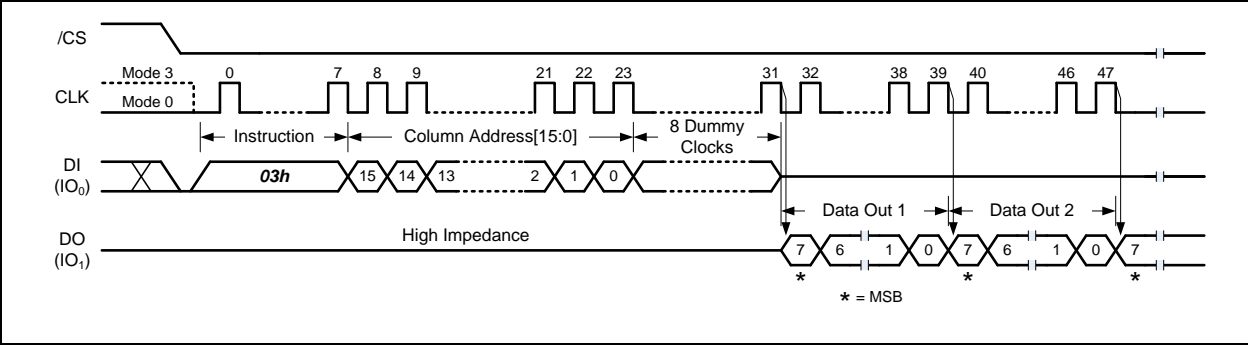 /CS
Mode 3 0 7 8 9 21 22 23 31 32 38 39 40 46 47
CLK
Mode 0
Instruction Column Address[15:0] 8 Dummy
Clocks
DI
(IO0)
03h 15 14 13 2 1 0
Data Out 1 Data Out 2
DO
(IO1)
High Impedance
7 6 1 0 7 6 1 0 7
* * *
* = MSB